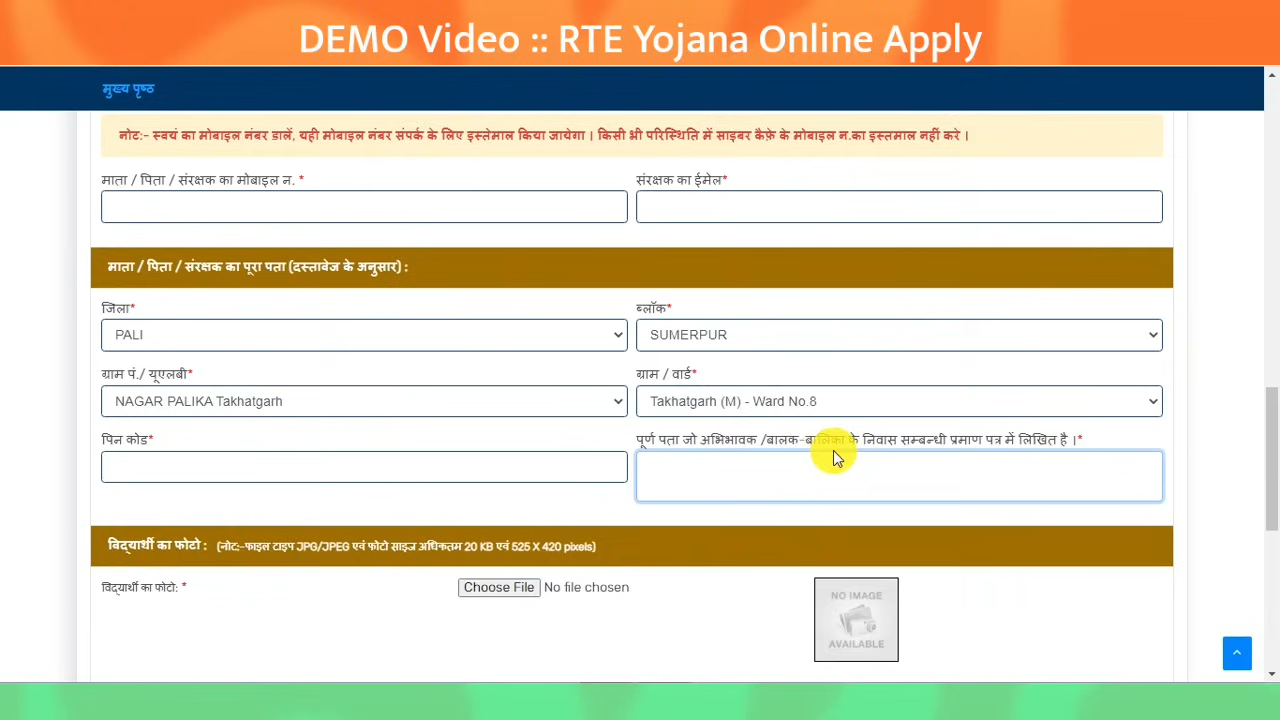 DEMO Video :: RTE Yojana Online Apply
मुख्य पृष्ठ
नोट:- स्वयं का मोबाइल नंबर डालें, यही मोबाइल नंबर संपर्क के लिए इस्तेमाल किया जायेगा । किसी भी परिस्थिति में साइबर कैफ़े के मोबाइल न.का इस्तमाल नहीं करे ।
माता / पिता / संरक्षक का मोबाइल न. *
संरक्षक का ईमेल*
माता / पिता / संरक्षक का पूरा पता (दस्तावेज के अनुसार) :
जिला*
ब्लॉक*
PALI
SUMERPUR
ग्राम पं./ यूएलबी*
ग्राम / वार्ड*
NAGAR PALIKA Takhatgarh
Takhatgarh (M) - Ward No.8
पिन कोड*
पूर्ण पता जो अभिभावक /बालक-बालिका के निवास सम्बन्धी प्रमाण पत्र में लिखित है ।*
विद्यार्थी का फोटो : (नोट:-फाइल टाइप JPG/JPEG एवं फोटो साइज अधिकतम 20 KB एवं 525 X 420 pixels)
विद्यार्थी का फोटो: *
Choose File No file chosen
NO IMAGE
AVAILABLE